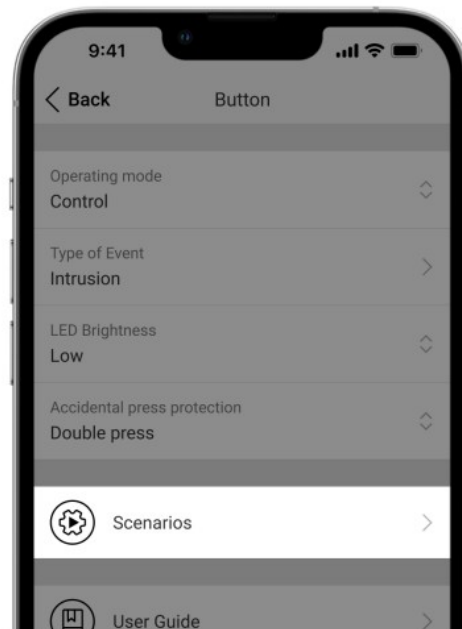 9:41
Back
Button
Operating mode
Control
Type of Event
Intrusion
LED Brightness
Low
Accidental press protection
Double press
Scenarios
User Guide